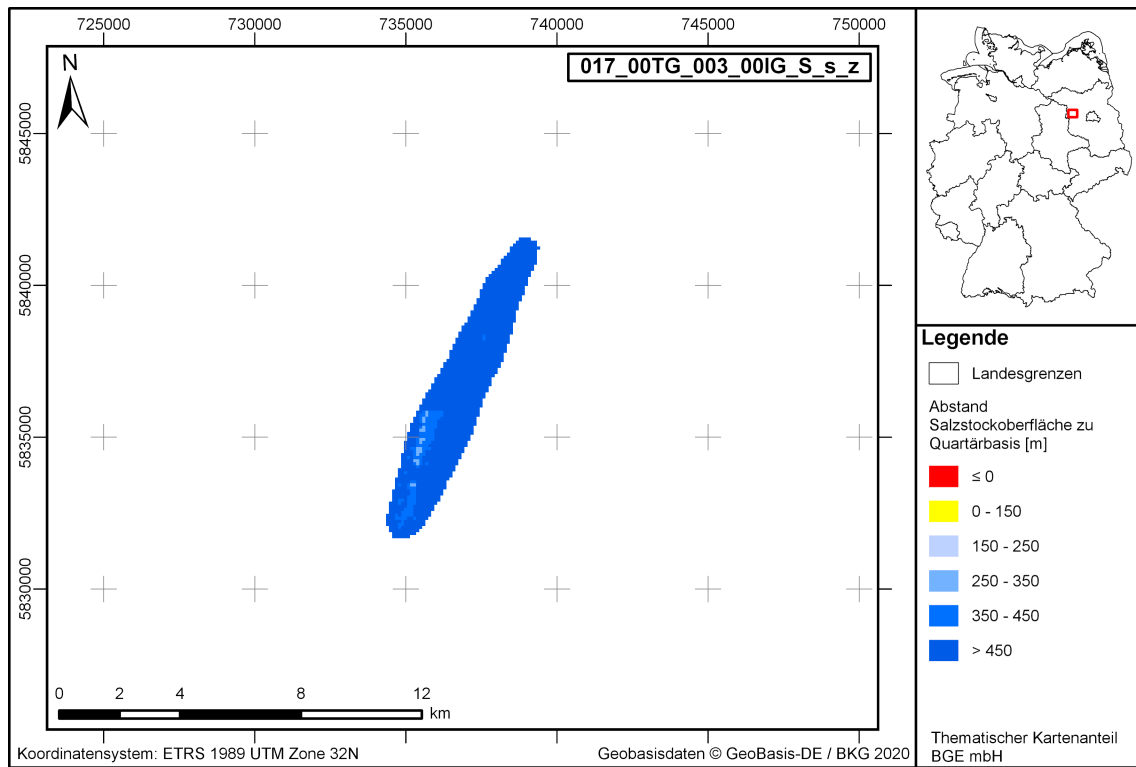 725000 730000 735000 740000 745000 750000
017_00TG_003_00IG_S_s_z
N
5845000
5840000
5835000
5830000
0 2 4 8 12
km
Koordinatensystem: ETRS 1989 UTM Zone 32N
Geobasisdaten © GeoBasis-DE / BKG 2020
Legende
Landesgrenzen
Abstand
Salzstockoberfläche zu
Quartärbasis [m]
≤ 0
0 - 150
150 - 250
250 - 350
350 - 450
> 450
Thematischer Kartenanteil
BGE mbH